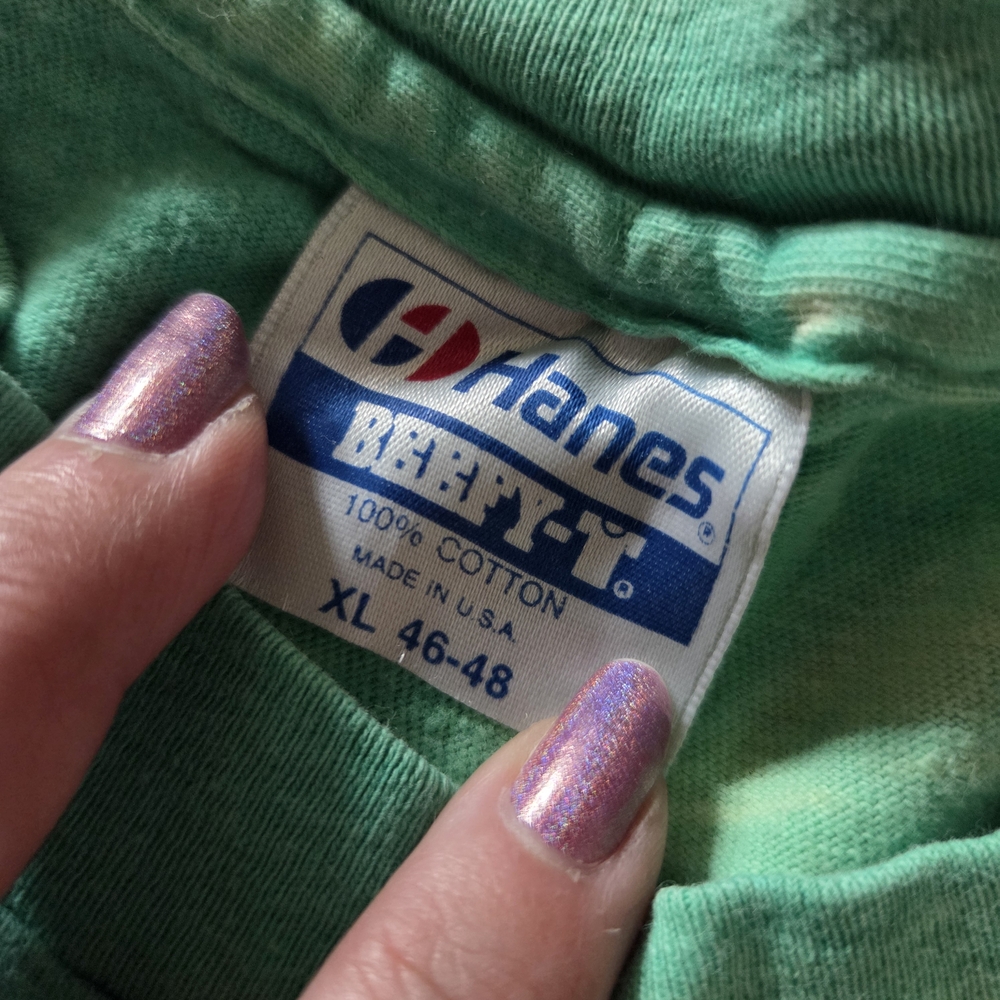 H Hanes®
BEEFY-T®
100% COTTON
MADE IN U.S.A.
XL 46-48